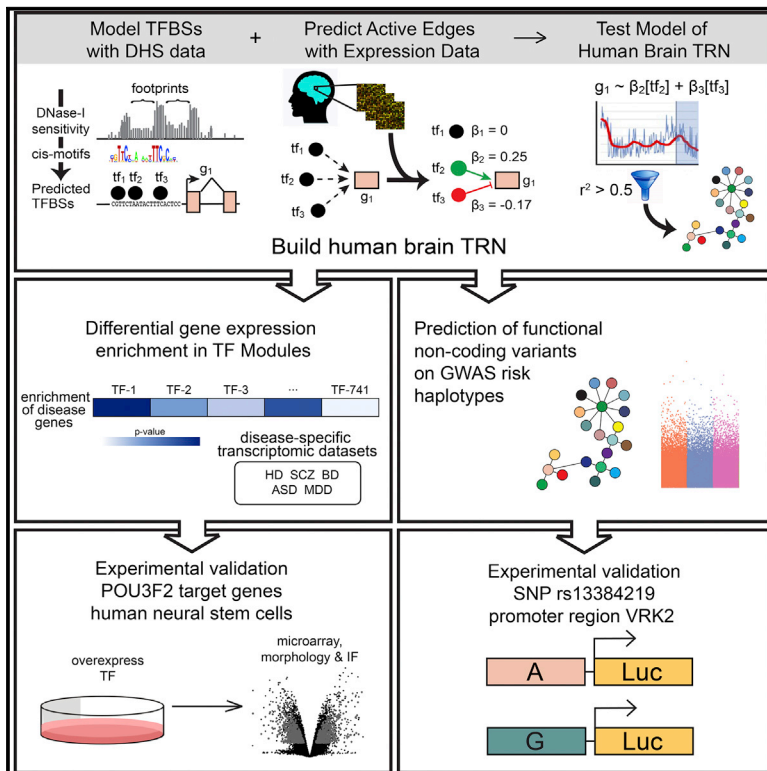 Model TFBSs
with DHS data
+
Predict Active Edges
with Expression Data
Test Model of
Human Brain TRN
footprints
DNase-I
sensitivity
cis-motifs
Predicted
TFBSs
tf1 tf2 tf3
g1
CGTTCTAATACTTTCACTCC
tf1
tf2
tf3
g1
tf1
β1 = 0
β2 = 0.25
tf2
g1
tf3
β3 = -0.17
g1 ~ β2[tf2] + β3[tf3]
r2 > 0.5
Build human brain TRN
Differential gene expression
enrichment in TF Modules
enrichment
of disease
genes
TF-1 TF-2 TF-3 ... TF-741
p-value
disease-specific
transcriptomic datasets
HD SCZ BD
ASD MDD
Prediction of functional
non-coding variants
on GWAS risk
haplotypes
Experimental validation
POU3F2 target genes
human neural stem cells
overexpress
TF
microarray,
morphology & IF
Experimental validation
SNP rs13384219
promoter region VRK2
A Luc
G Luc